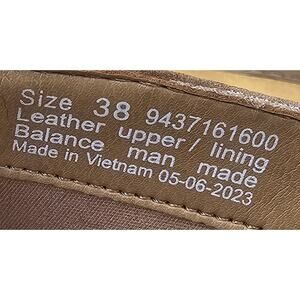 Size 38 9437161600
Leather upper / lining
Balance man made
Made in Vietnam 05-06-2023